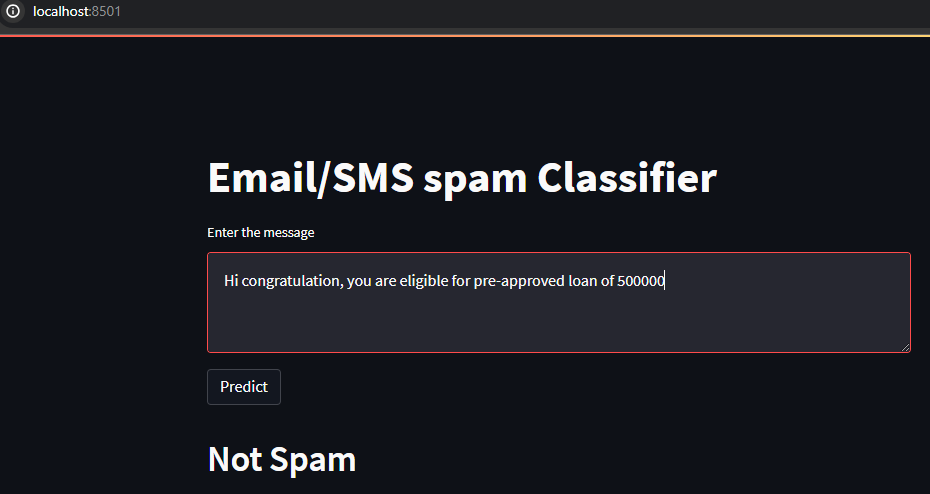 localhost:8501
Email/SMS spam Classifier
Enter the message
Hi congratulation, you are eligible for pre-approved loan of 500000
Predict
Not Spam